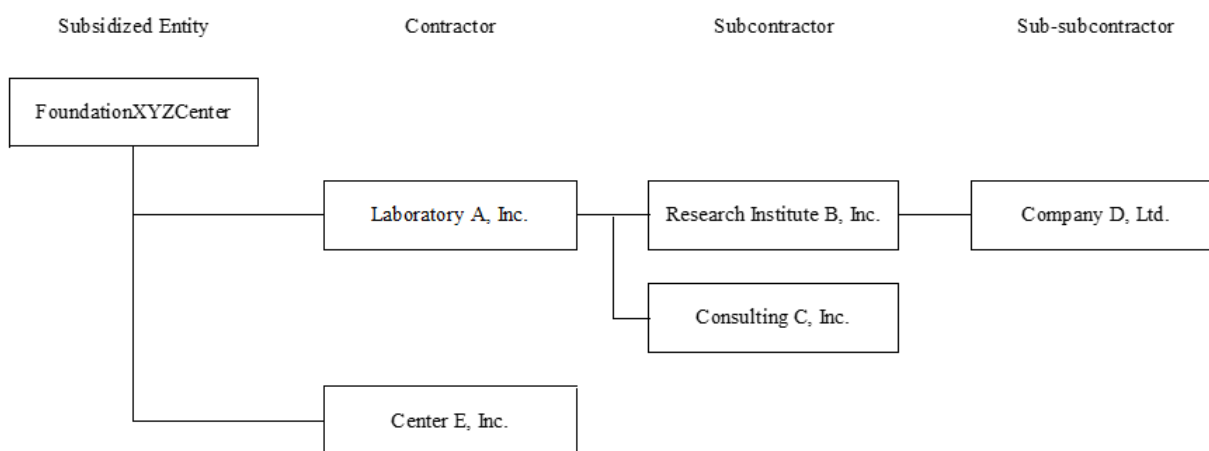 Subsidized Entity
Contractor
Subcontractor
Sub-subcontractor
FoundationXYZCenter
Laboratory A, Inc.
Research Institute B, Inc.
Company D, Ltd.
Consulting C, Inc.
Center E, Inc.